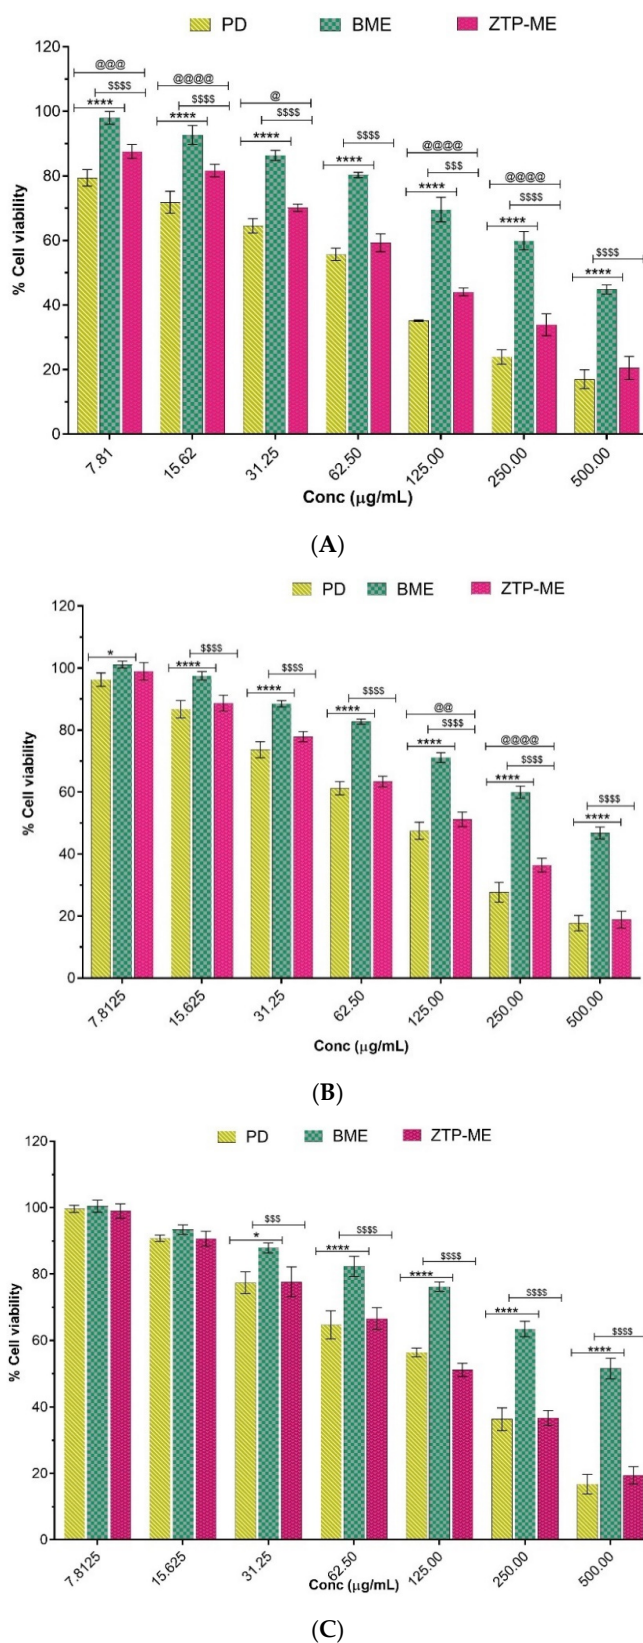 PD BME ZTP-ME
@@@ @@@@ @ @@@@ @@@@
$$$$ $$$$ $$$$ $$$$ $$$ $$$$ $$$$
**** **** **** **** **** **** ****
% Cell viability
120
100
80
60
40
20
0
7.81 15.62 31.25 62.50 125.00 250.00 500.00
Conc (µg/mL)
(A)
PD BME ZTP-ME
@@ @@@@
$$$$ $$$$ $$$$ $$$$ $$$$ $$$$
* **** **** **** **** **** ****
% Cell viability
120
100
80
60
40
20
0
7.8125 15.625 31.25 62.50 125.00 250.00 500.00
Conc (µg/mL)
(B)
PD BME ZTP-ME
$$$ $$$$ $$$$ $$$$ $$$$
* **** **** **** ****
% Cell viability
120
100
80
60
40
20
0
7.8125 15.625 31.25 62.50 125.00 250.00 500.00
Conc (µg/mL)
(C)